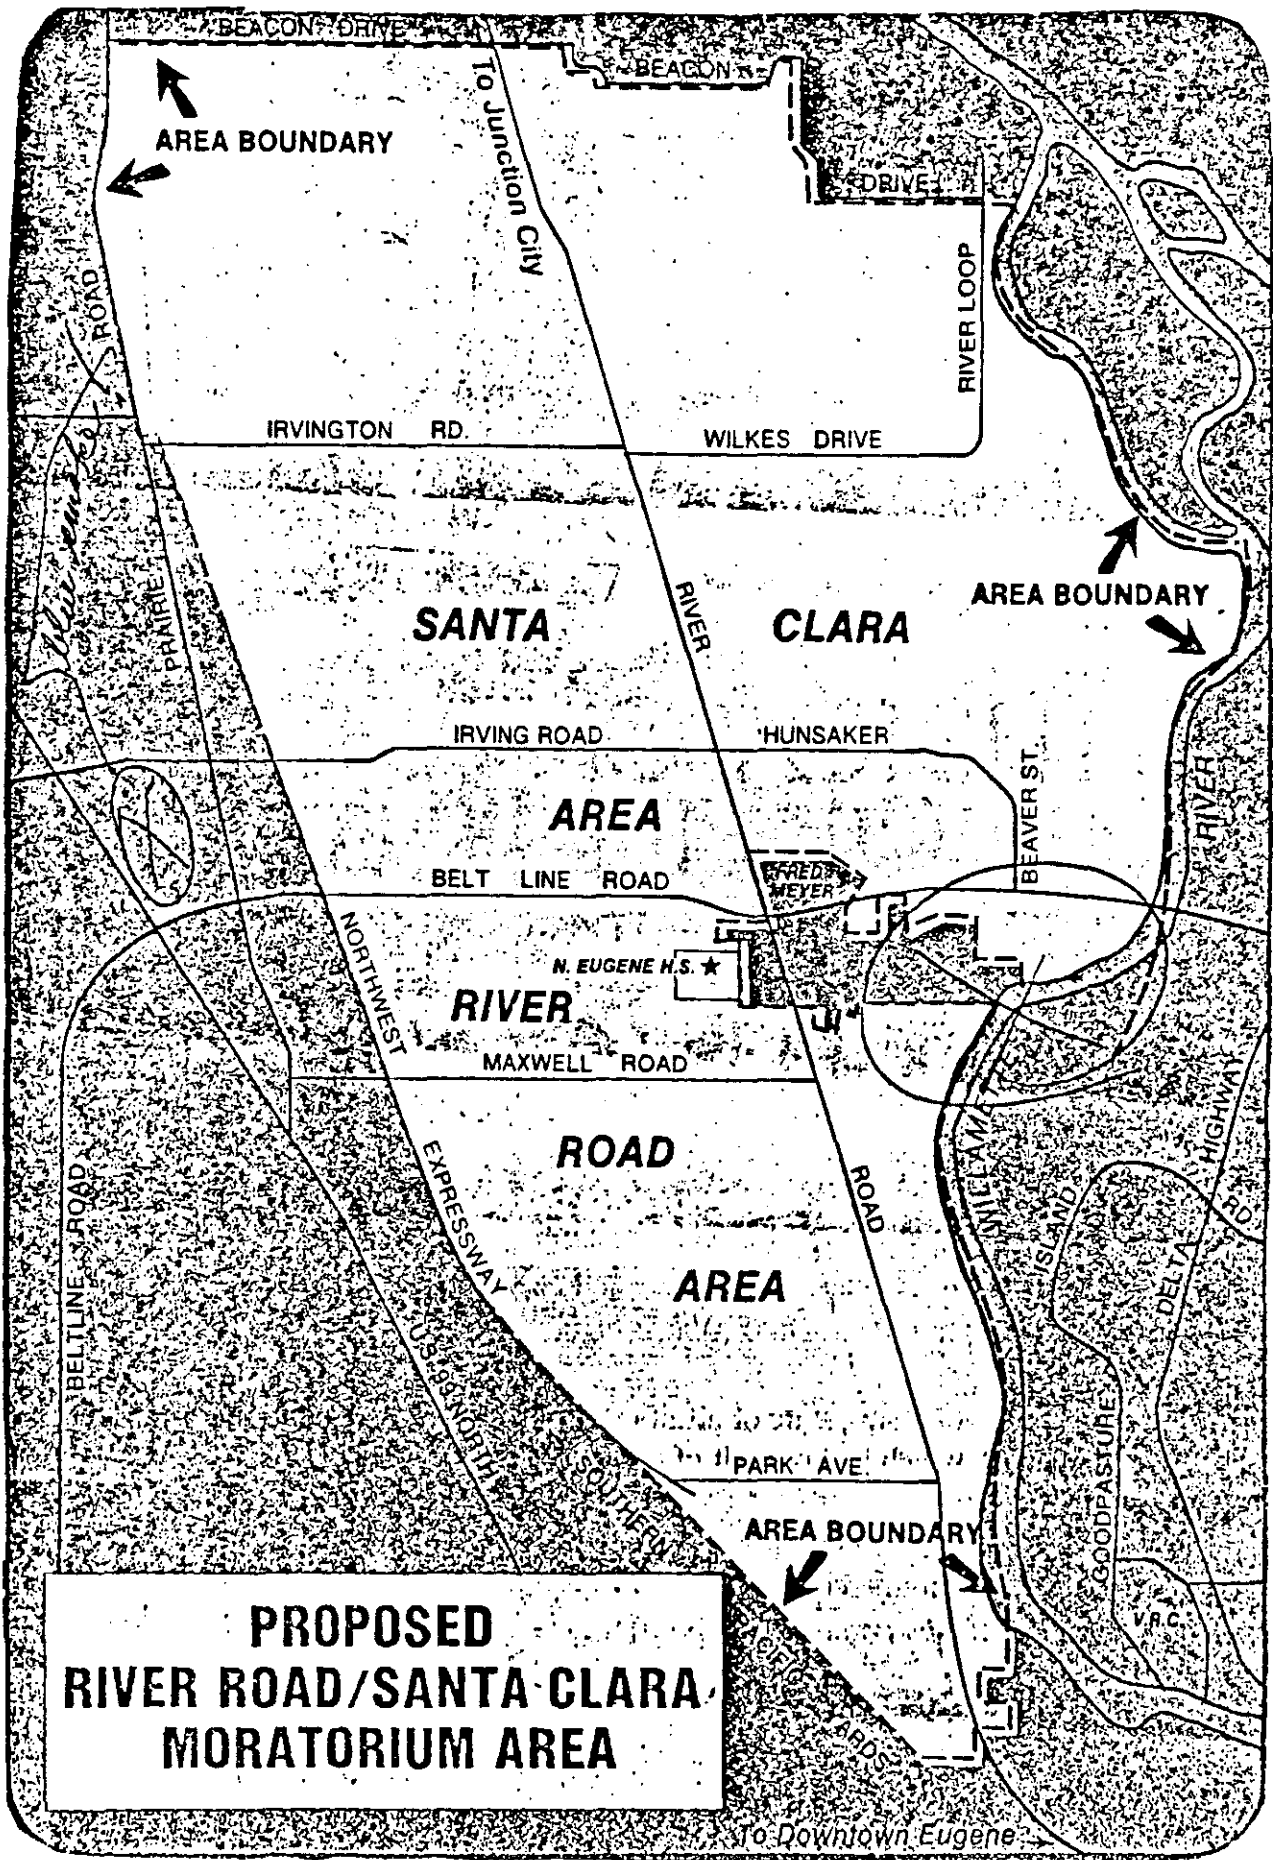 BEACON DRIVE
BEACON
To Junction City
AREA BOUNDARY
DRIVE
ROAD
RIVER LOOP
IRVINGTON RD.
WILKES DRIVE
PRAIRIE
SANTA
RIVER
CLARA
AREA BOUNDARY
IRVING ROAD
HUNSAKER
BEAVER ST.
RIVER
AREA
FRED
MEYER
BELT LINE ROAD
NORTHWEST
N. EUGENE H.S. ★
RIVER
MAXWELL ROAD
WILLAMETTE
HIGHWAY
ROAD
EXPRESSWAY
ROAD
ISLAND
RD.
BELTLINE ROAD
DELTA
AREA
US 99 NORTH
GOODPASTURE
SOUTHERN
PARK AVE.
AREA BOUNDARY
V.R.C.
PACIFIC
YARDS
PROPOSED
RIVER ROAD/SANTA CLARA
MORATORIUM AREA
To Downtown Eugene